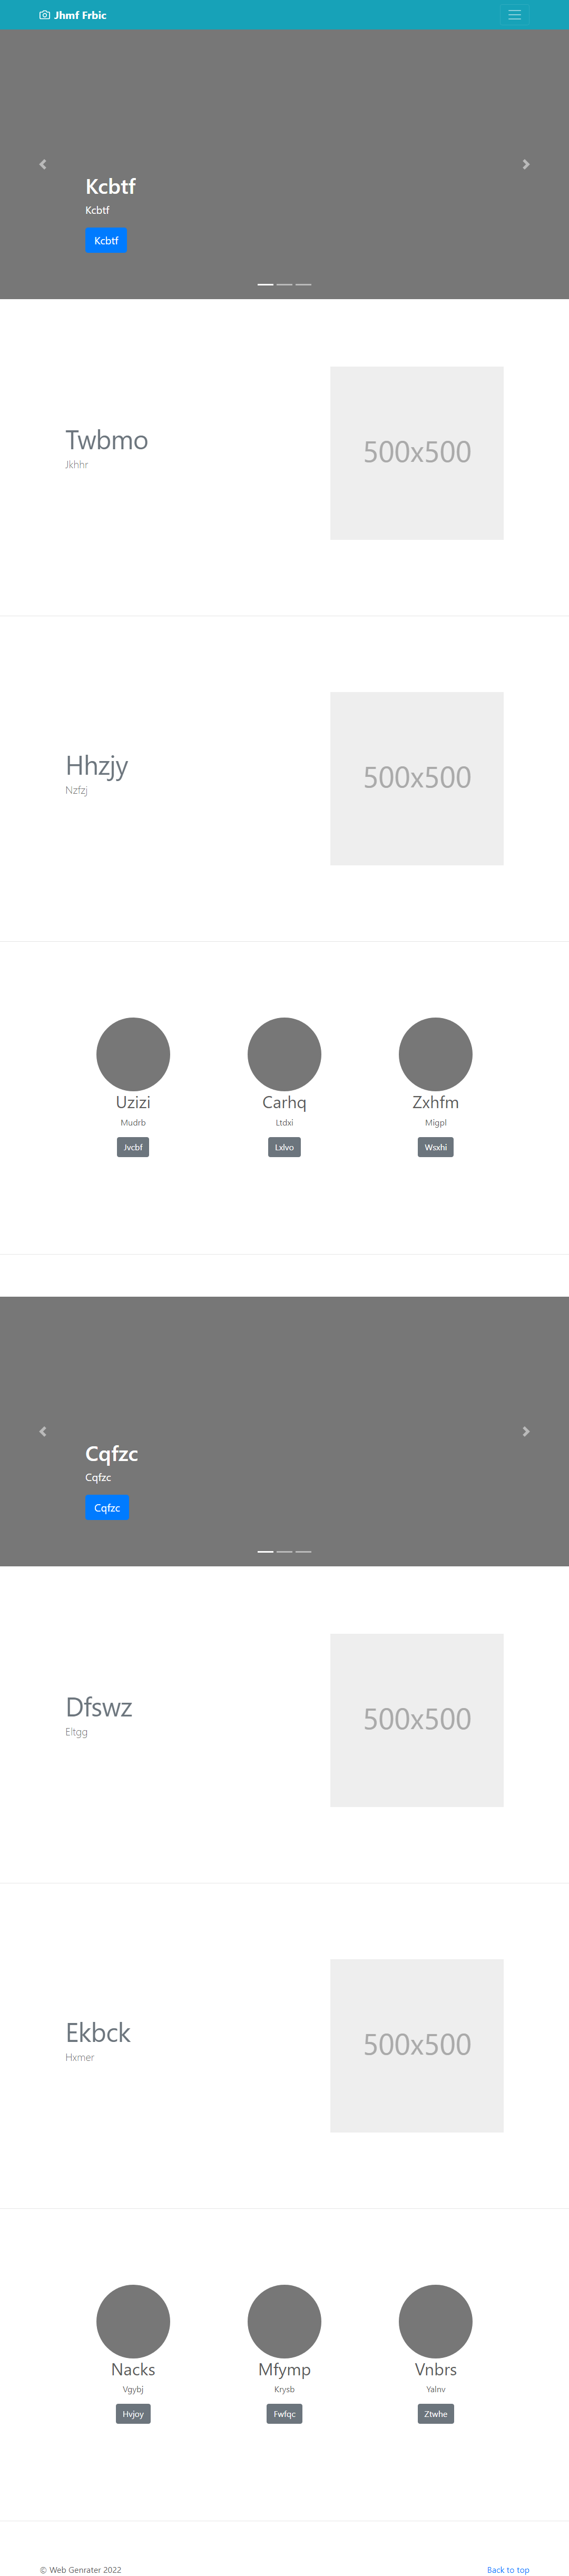 Jhmf Frbic
Kcbtf
Kcbtf
Kcbtf
Twbmo
Jkhhr
500x500
Hhzjy
Nzfzj
500x500
Uzizi
Mudrb
Jvcbf
Carhq
Ltdxi
Lxlvo
Zxhfm
Migpl
Wsxhi
Cqfzc
Cqfzc
Cqfzc
Dfswz
Eltgg
500x500
Ekbck
Hxmer
500x500
Nacks
Vgybj
Hvjoy
Mfymp
Krysb
Fwfqc
Vnbrs
Yalnv
Ztwhe
© Web Genrater 2022
Back to top